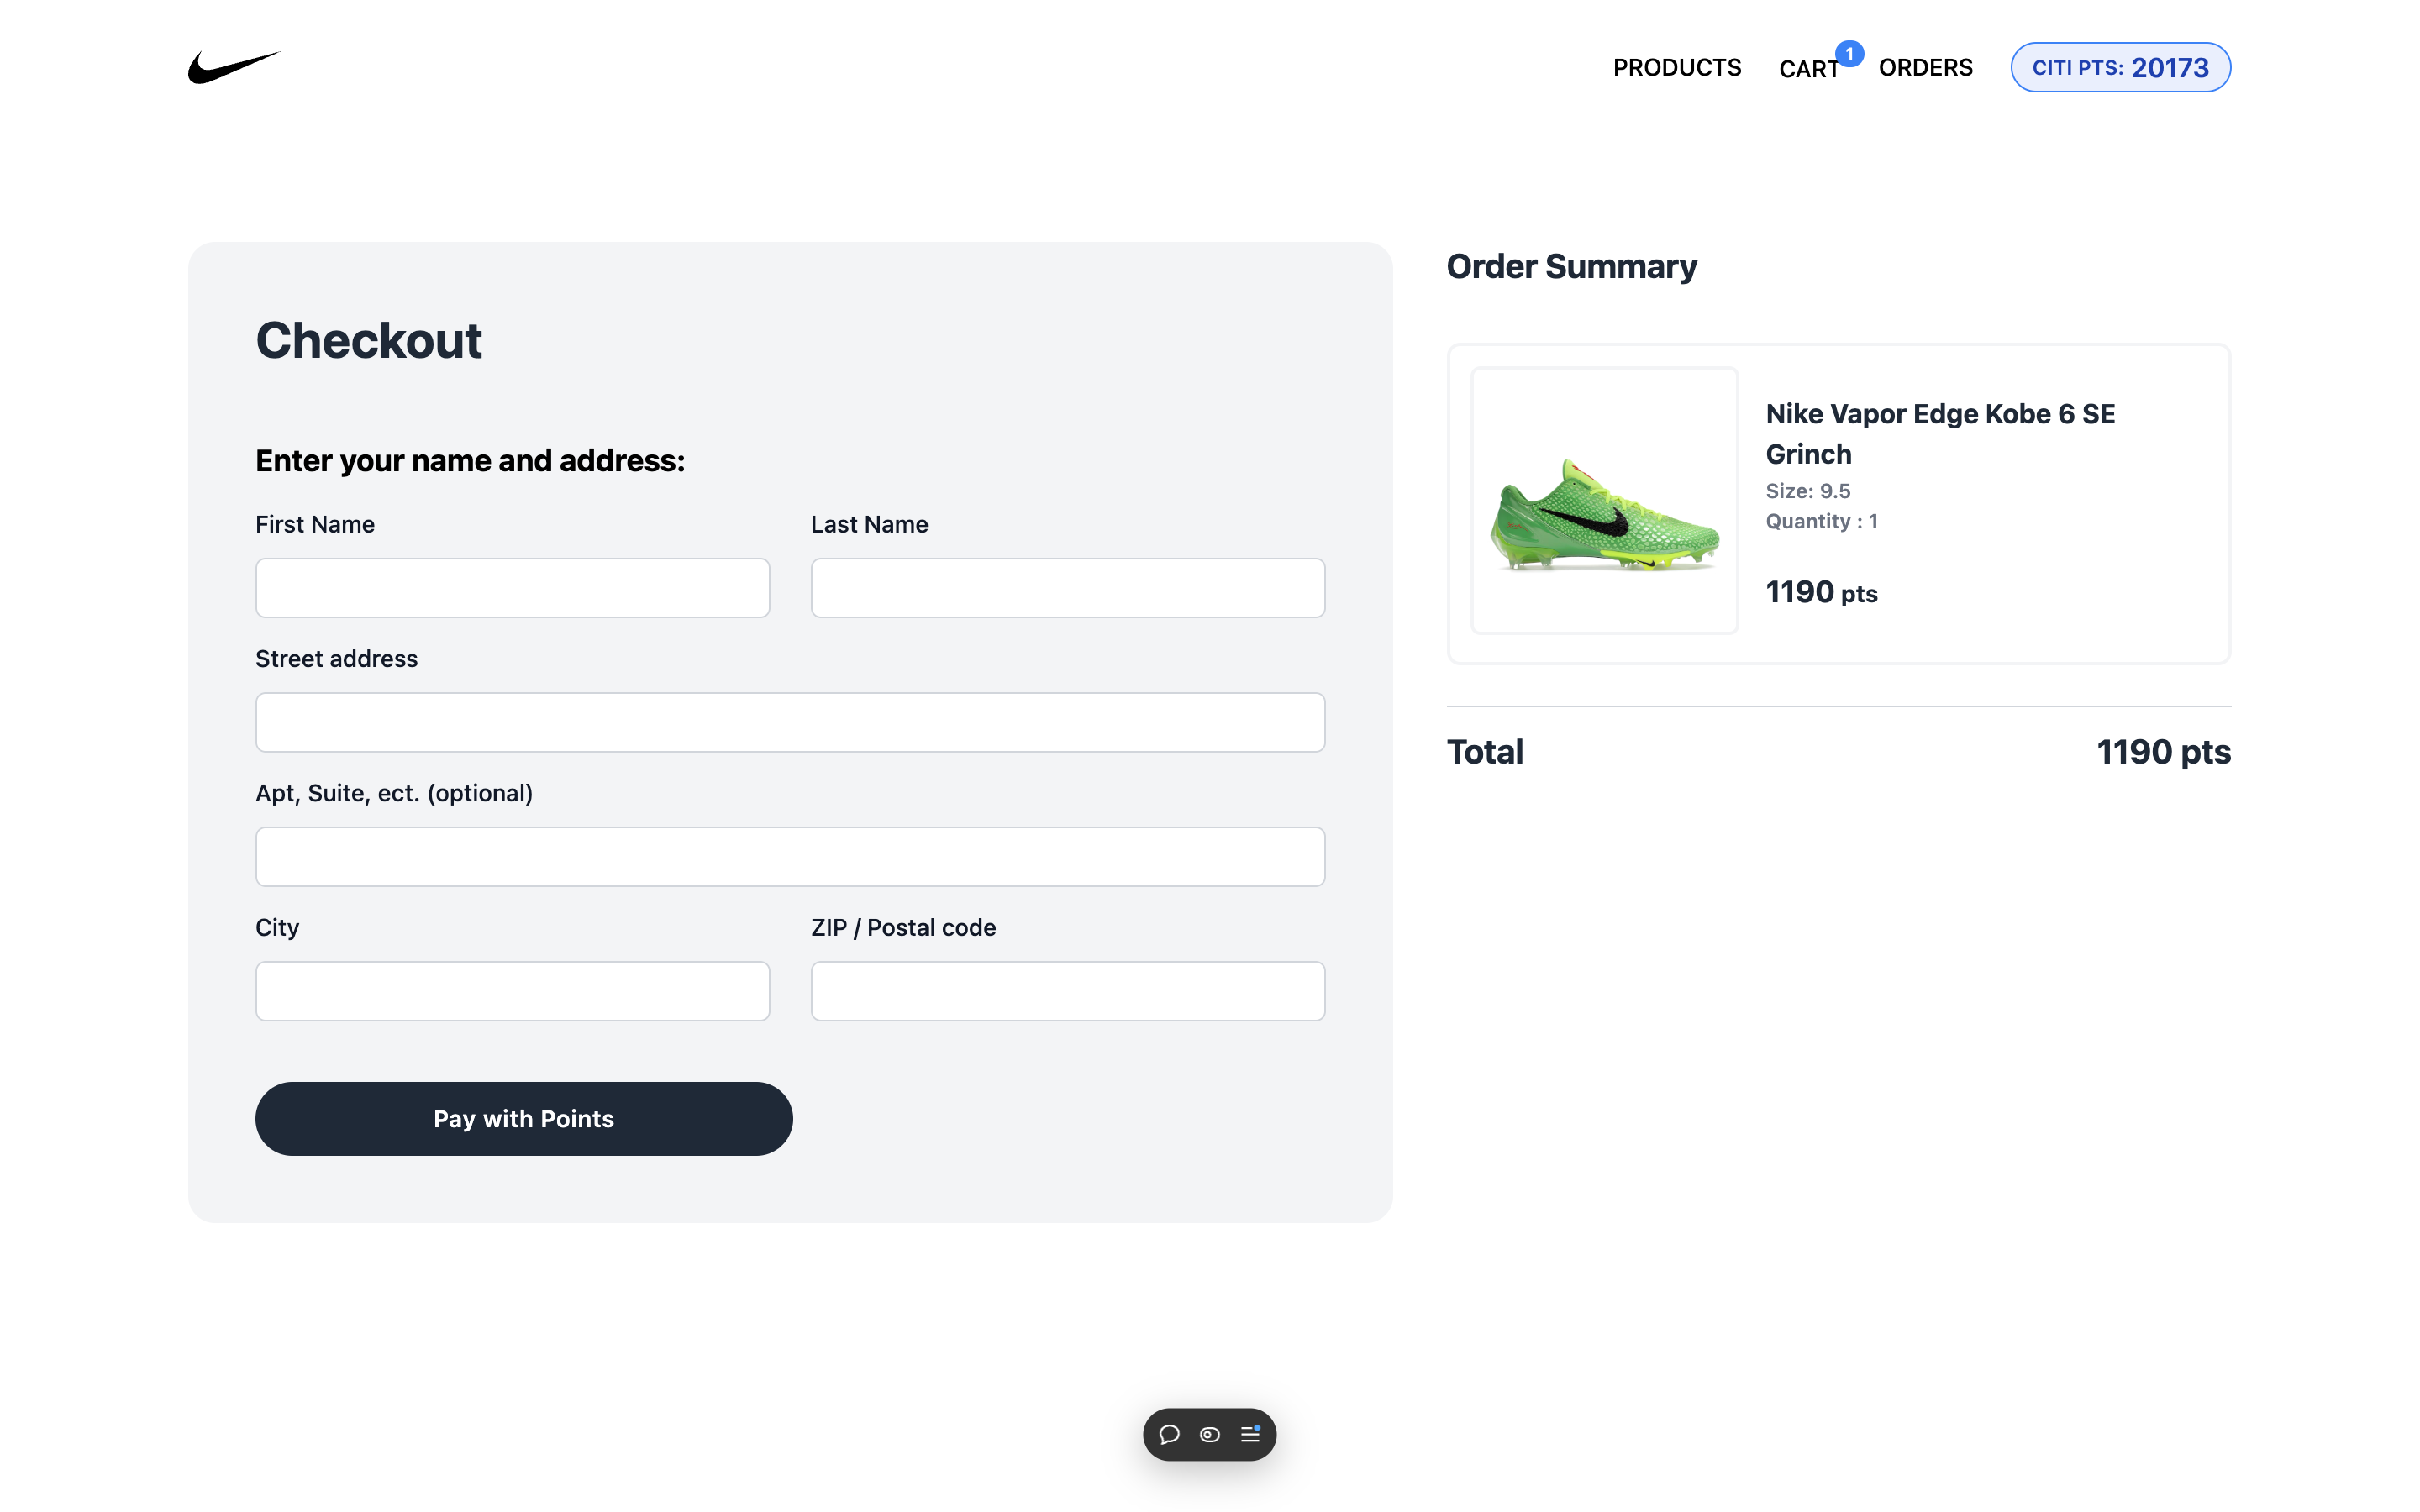 PRODUCTS CART 1 ORDERS CITI PTS: 20173
Checkout
Enter your name and address:
First Name Last Name
Street address
Apt, Suite, ect. (optional)
City ZIP / Postal code
Pay with Points
Order Summary
Nike Vapor Edge Kobe 6 SE
Grinch
Size: 9.5
Quantity : 1
1190 pts
Total 1190 pts